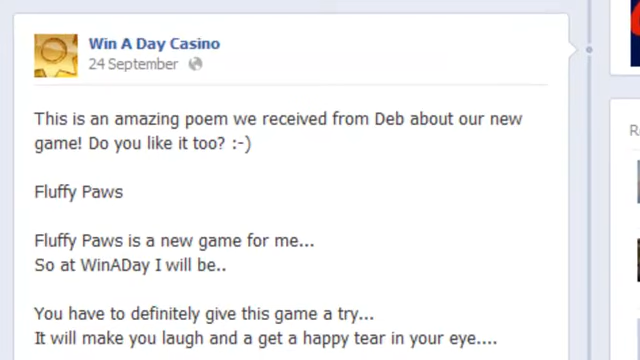 Win A Day Casino
24 September
This is an amazing poem we received from Deb about our new
game! Do you like it too? :-)
Fluffy Paws
Fluffy Paws is a new game for me...
So at WinADay I will be..
You have to definitely give this game a try...
It will make you laugh and a get a happy tear in your eye....